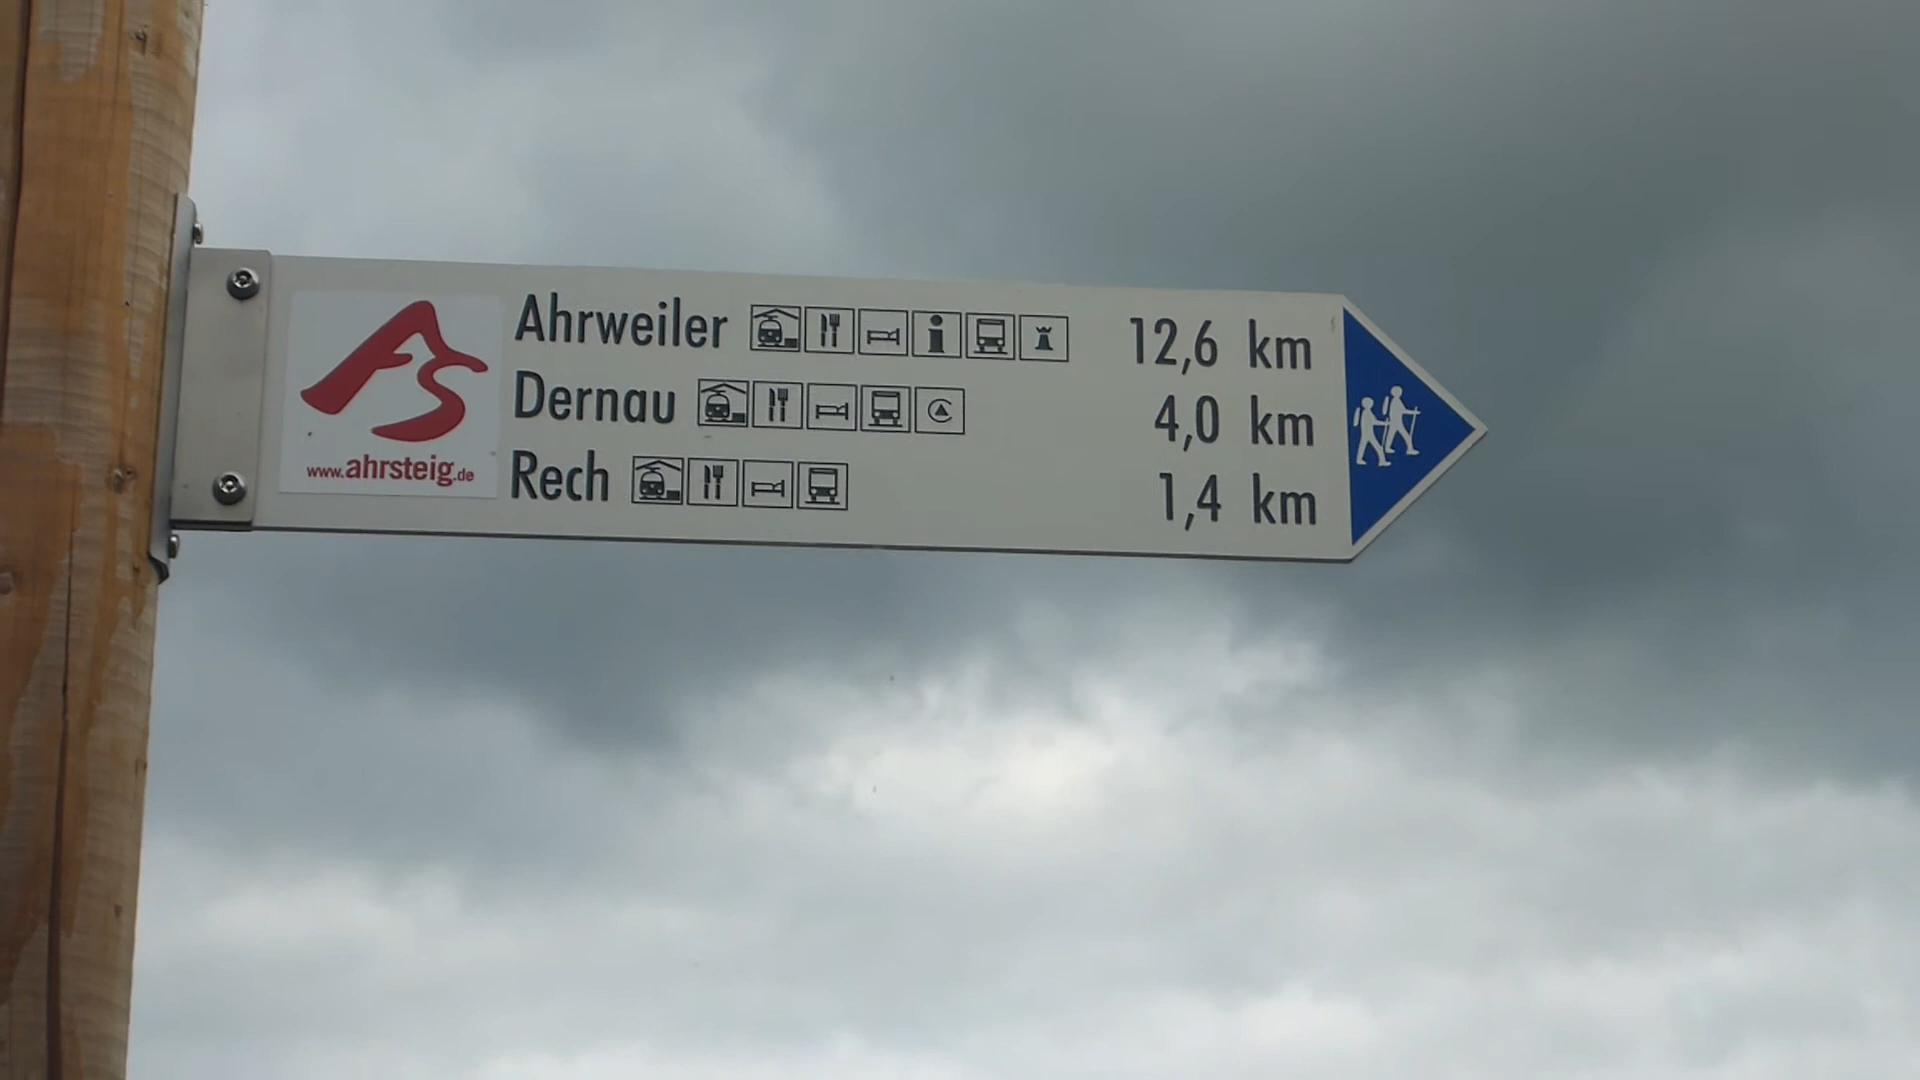 Ahrweiler 12,6 km
Dernau 4,0 km
Rech 1,4 km
www.ahrsteig.de